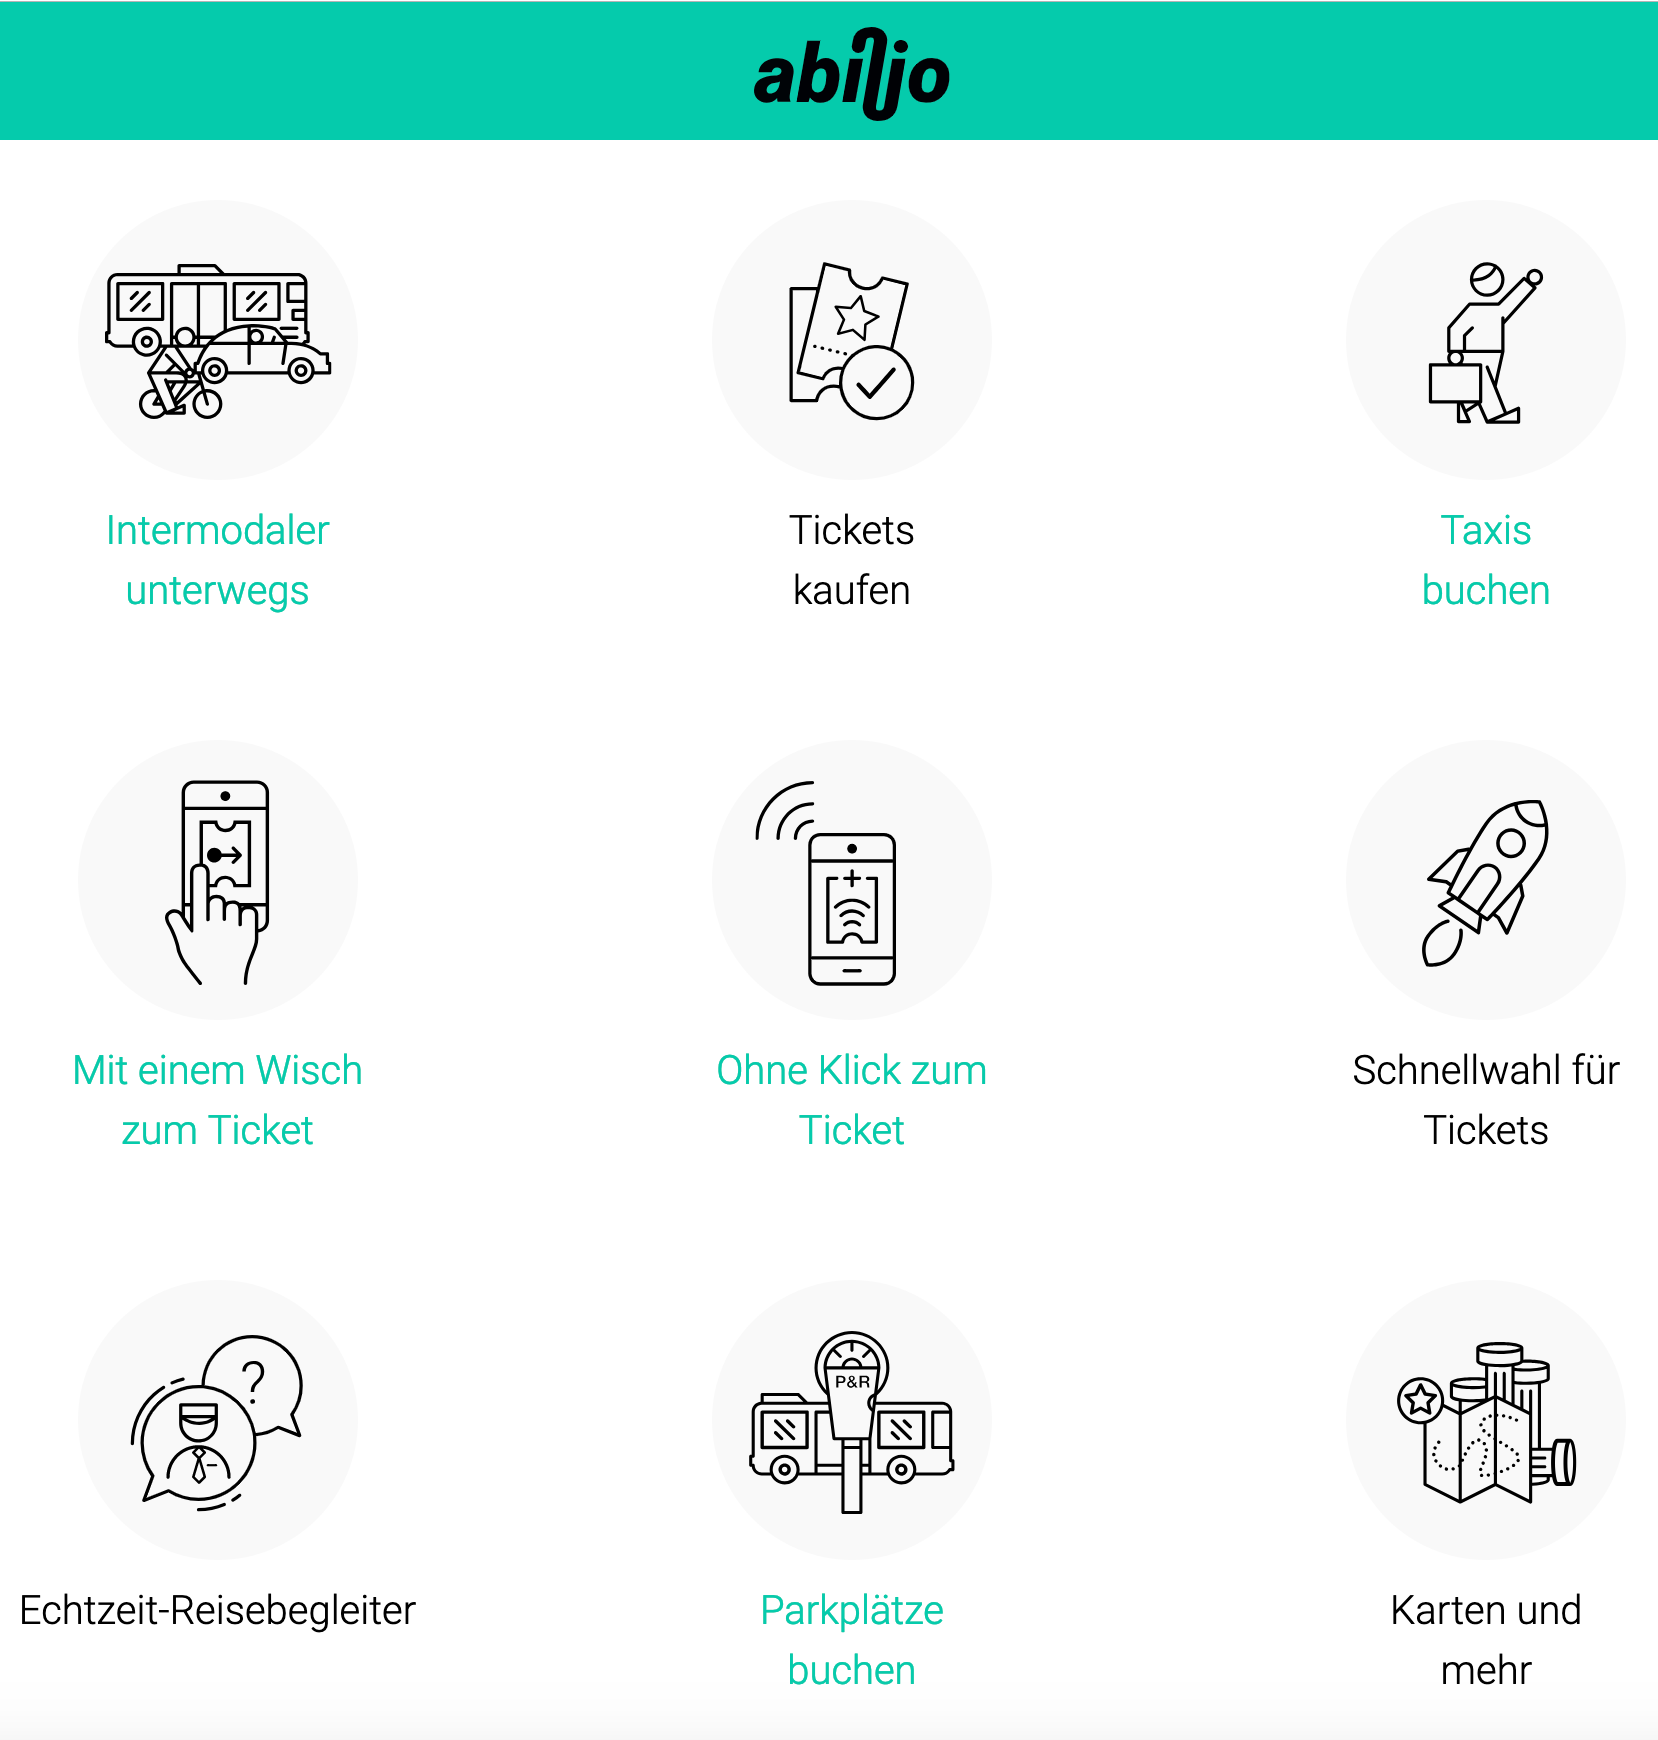 abiljo
Intermodaler
unterwegs
Tickets
kaufen
Taxis
buchen
Mit einem Wisch
zum Ticket
Ohne Klick zum
Ticket
Schnellwahl für
Tickets
?
P&R
Echtzeit-Reisebegleiter
Parkplätze
buchen
Karten und
mehr